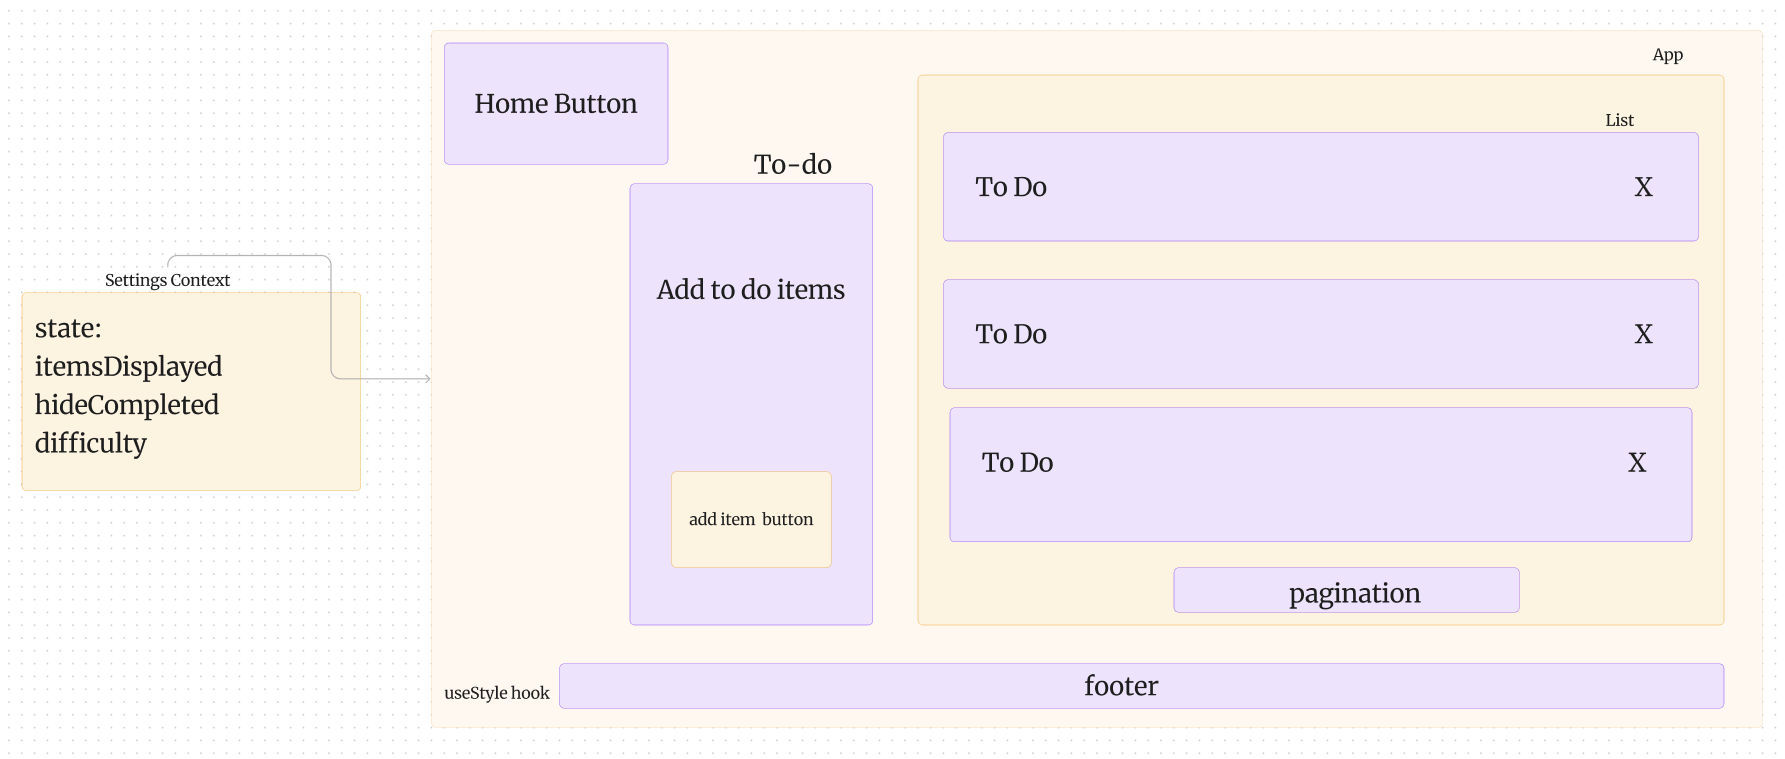 Settings Context
state:
itemsDisplayed
hideCompleted
difficulty
App
Home Button
To-do
Add to do items
add item button
List
To Do X
To Do X
To Do X
pagination
useStyle hook
footer